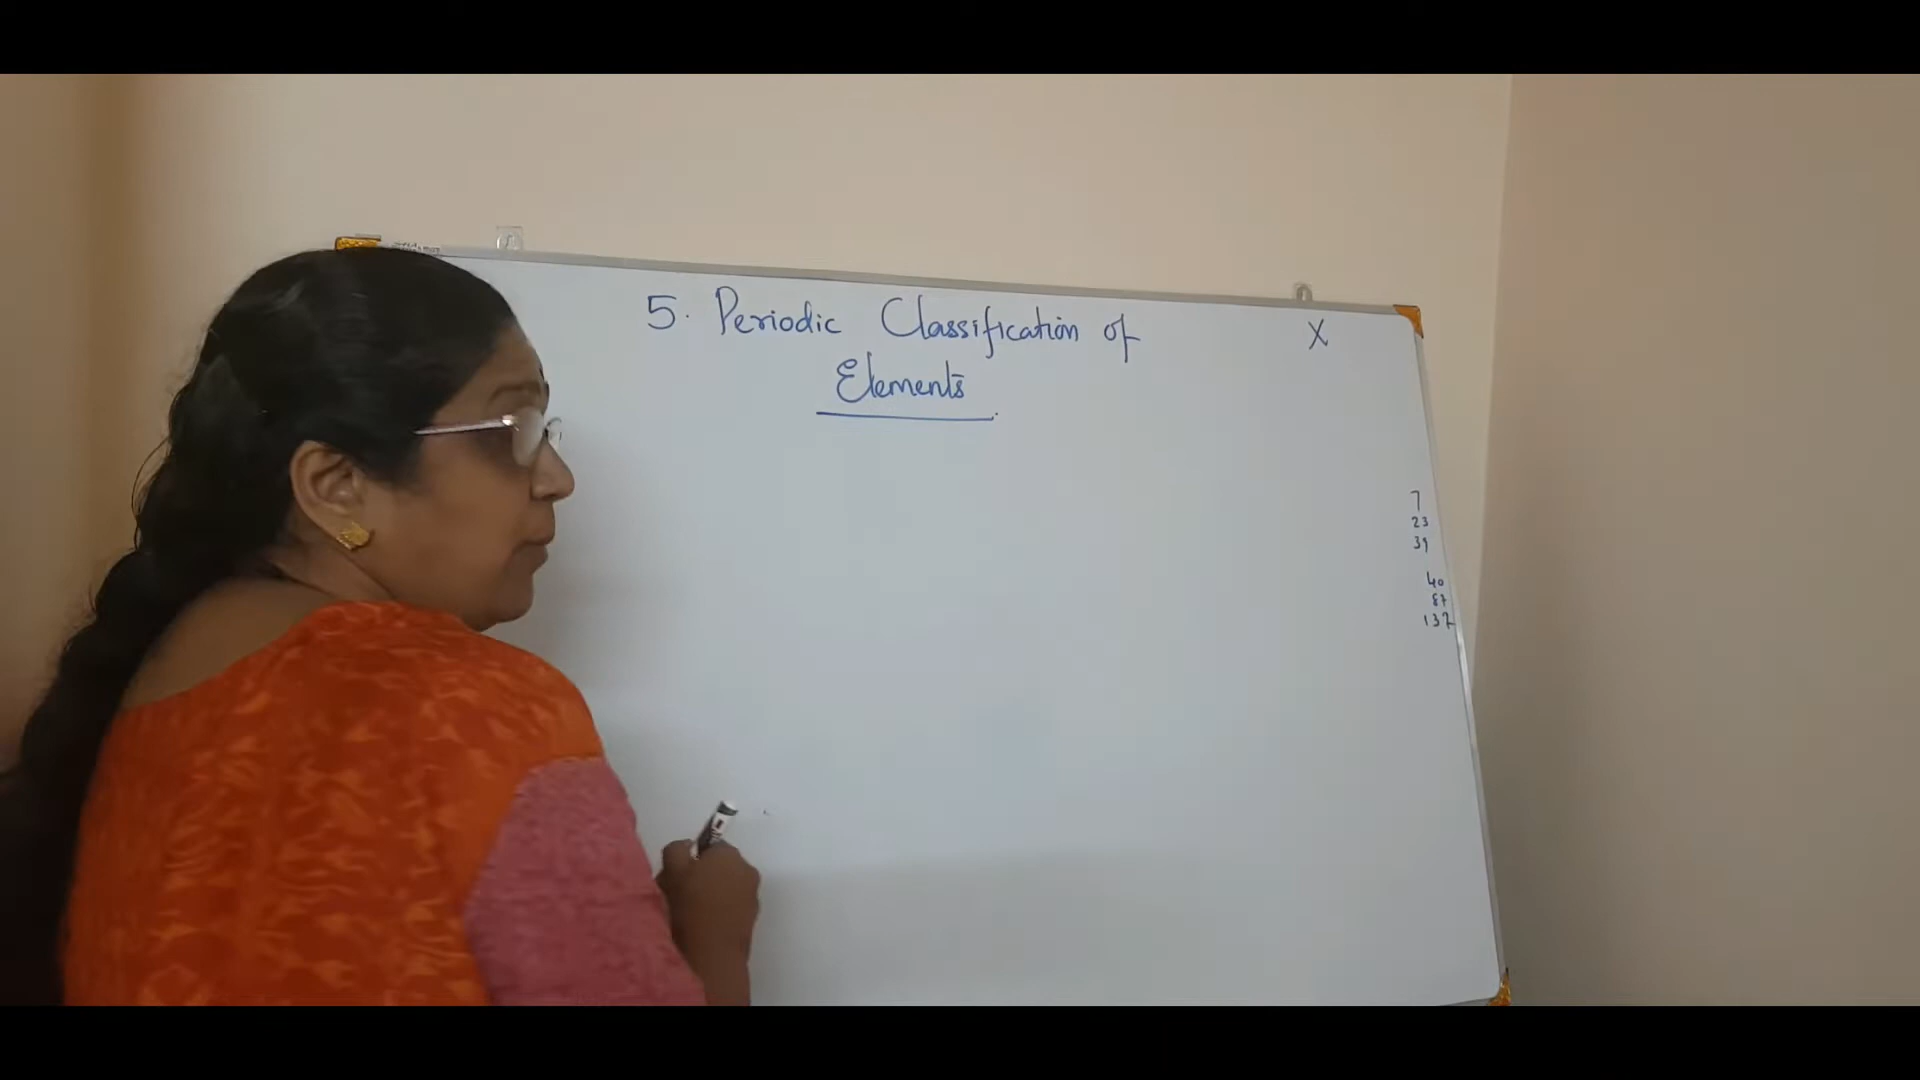 5. Periodic Classification of
Elements
X
7
23
39
40
87
137